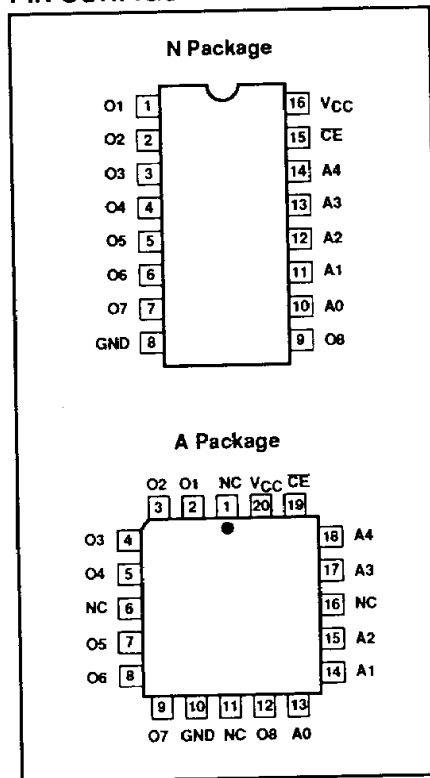 N Package
O1 1 16 VCC
O2 2 15 CE
O3 3 14 A4
O4 4 13 A3
O5 5 12 A2
O6 6 11 A1
O7 7 10 A0
GND 8 9 O8
A Package
O2 O1 NC VCC CE
3 2 1 20 19
O3 4 18 A4
O4 5 17 A3
NC 6 16 NC
O5 7 15 A2
O6 8 14 A1
9 10 11 12 13
O7 GND NC O8 A0